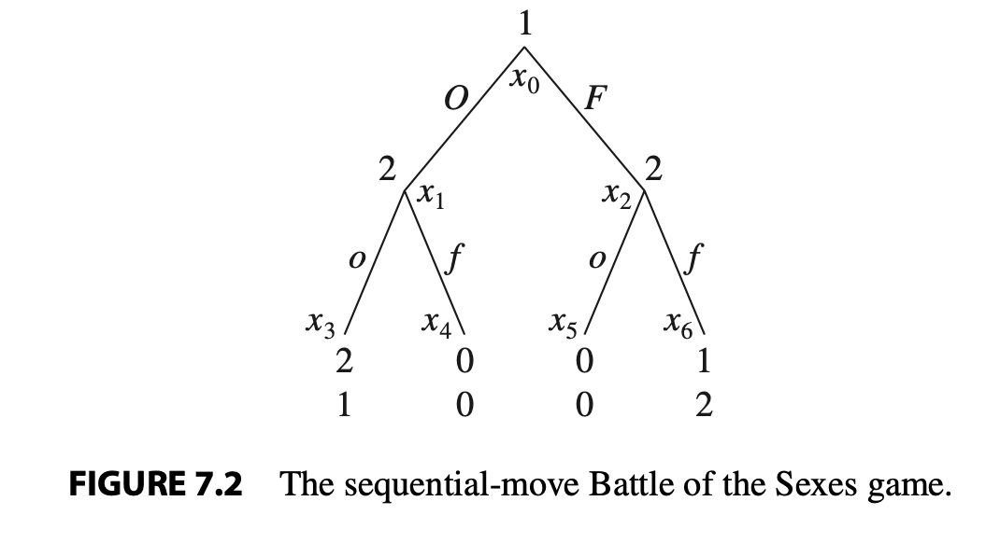 1
x0
O F
2 2
x1 x2
o f o f
x3 x4 x5 x6
2 0 0 1
1 0 0 2
FIGURE 7.2 The sequential-move Battle of the Sexes game.